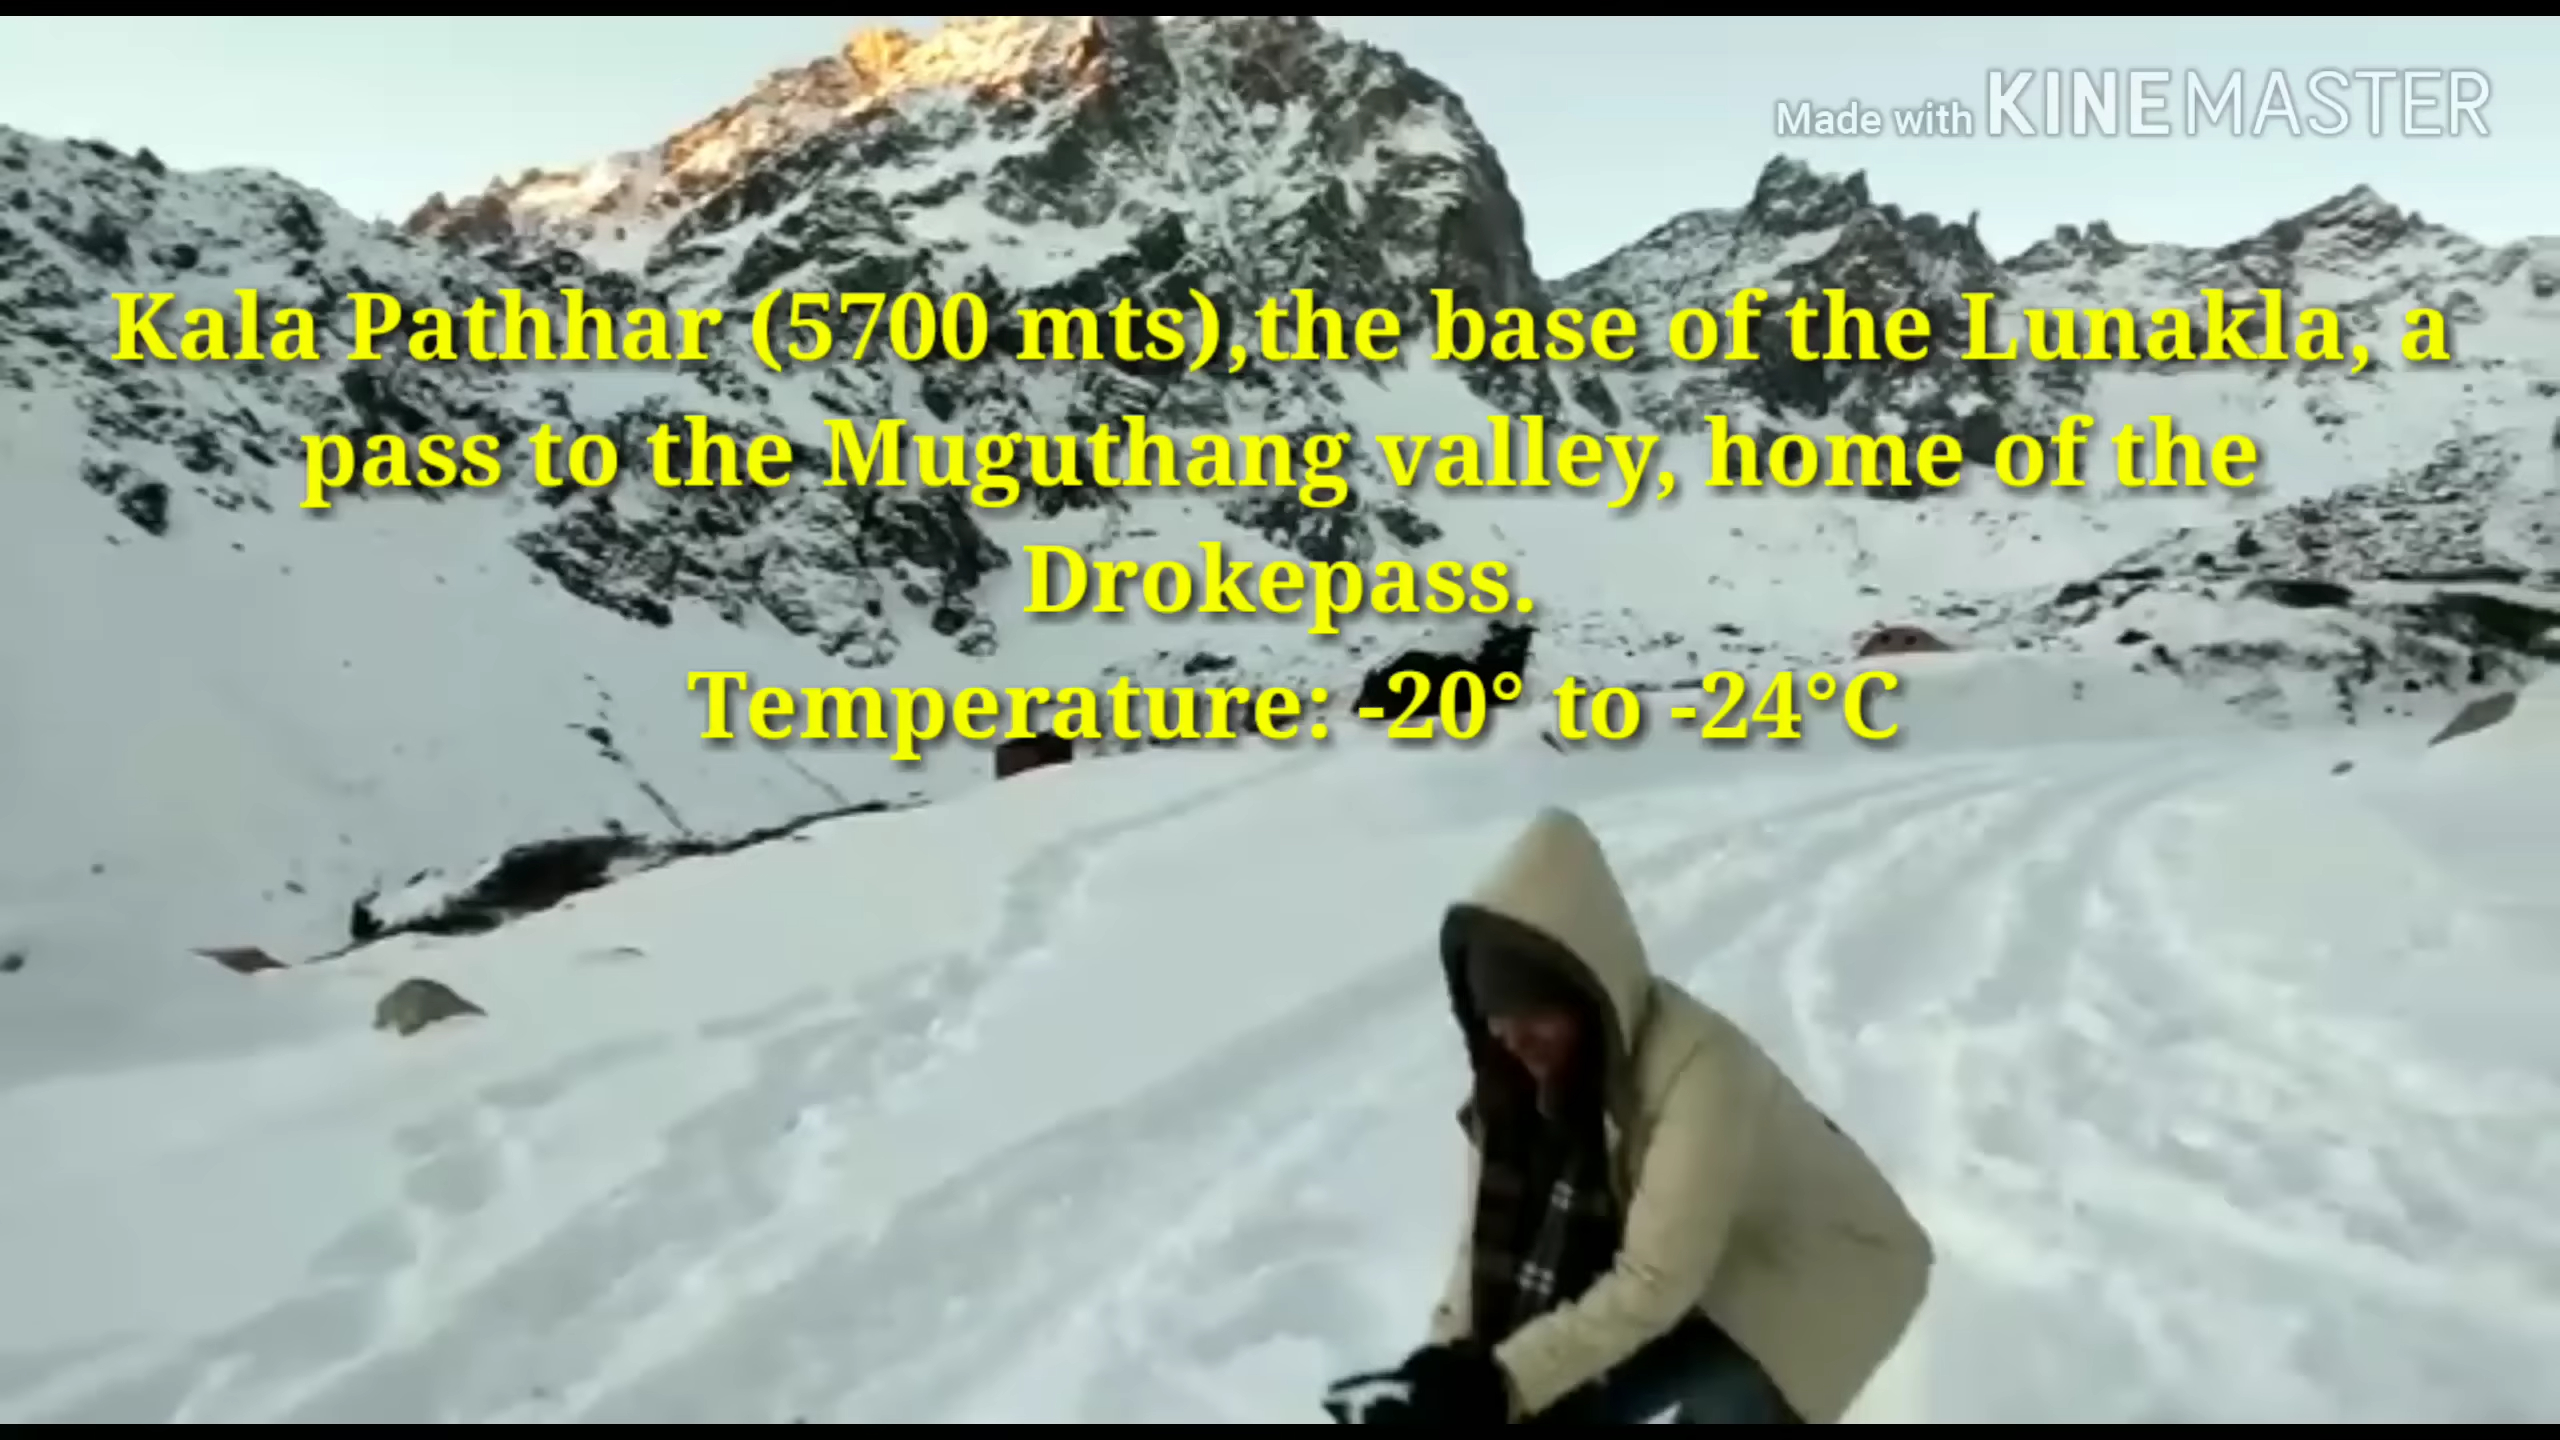 Made with KINEMASTER
Kala Pathhar (5700 mts),the base of the Lunakla, a
pass to the Muguthang valley, home of the
Drokepass.
Temperature: -20° to -24°C